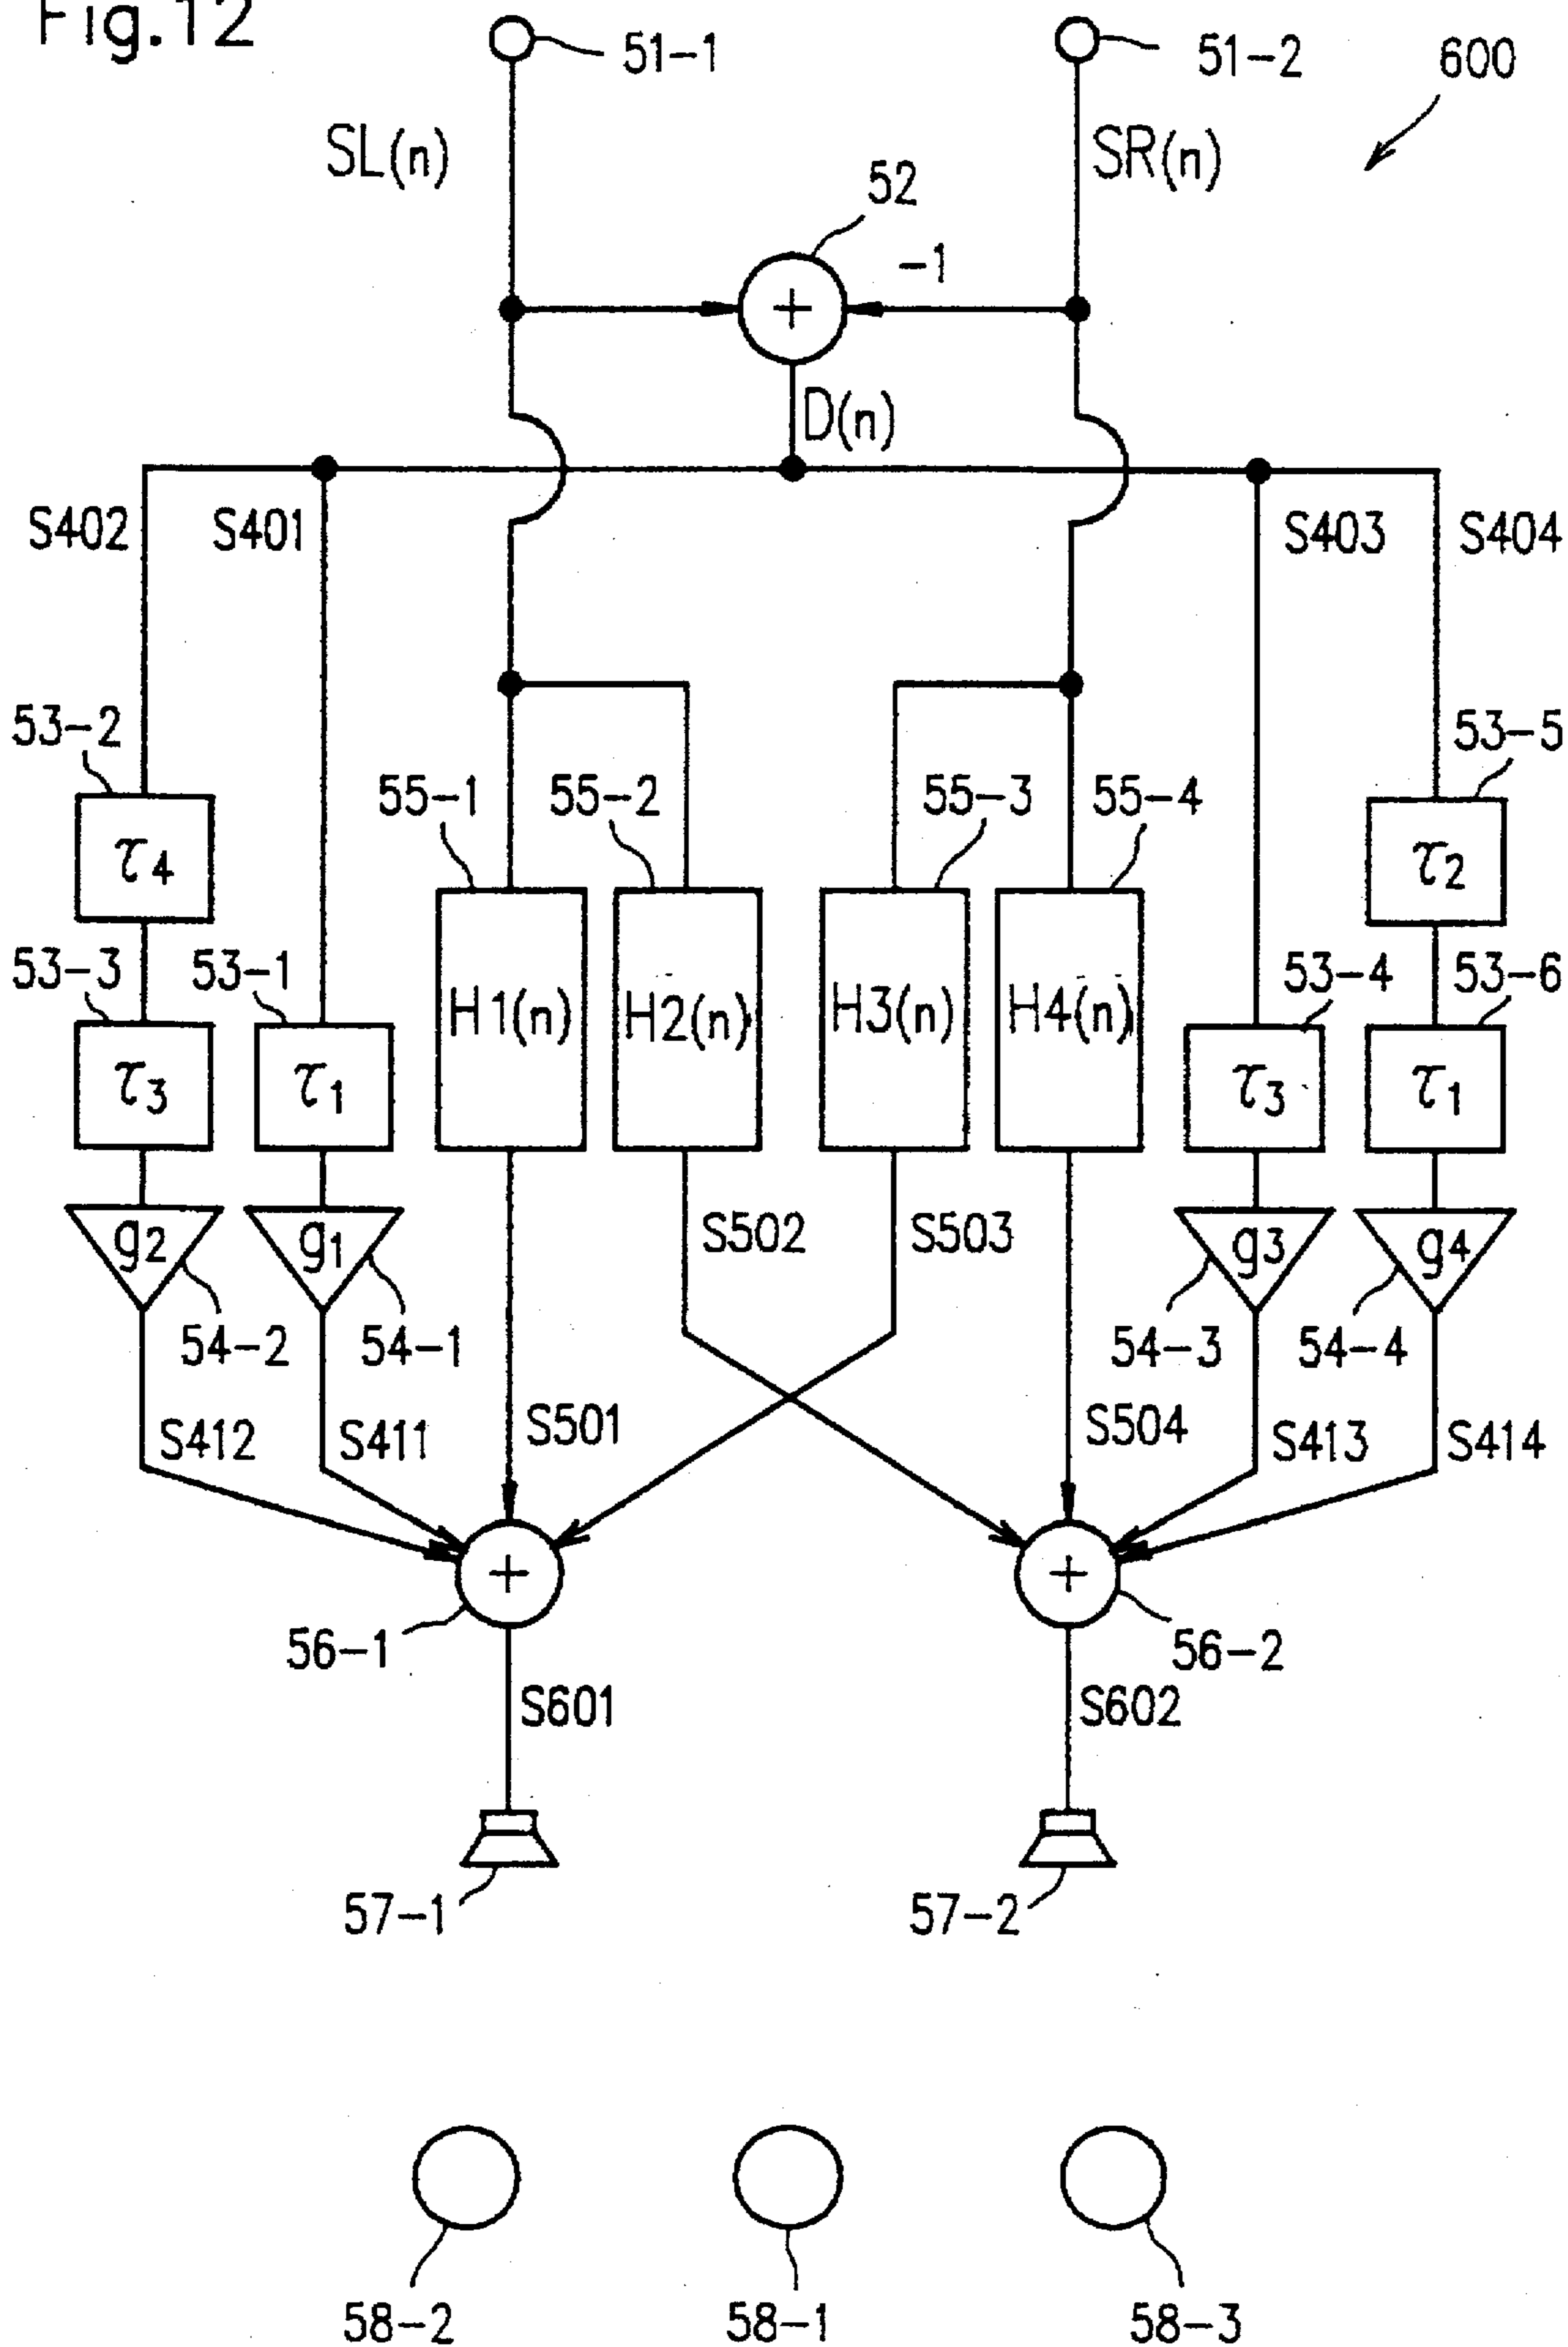 Fig.12
51-1
51-2
600
SL(n)
SR(n)
52
-1
+
D(n)
S402
S401
S403
S404
53-2
53-5
55-1
55-2
55-3
55-4
τ4
τ2
53-3
53-1
53-4
53-6
H1(n)
H2(n)
H3(n)
H4(n)
τ3
τ1
τ3
τ1
g2
g1
g3
g4
S502
S503
54-2
54-1
54-3
54-4
S412
S411
S501
S504
S413
S414
+
+
56-1
56-2
S601
S602
57-1
57-2
58-2
58-1
58-3